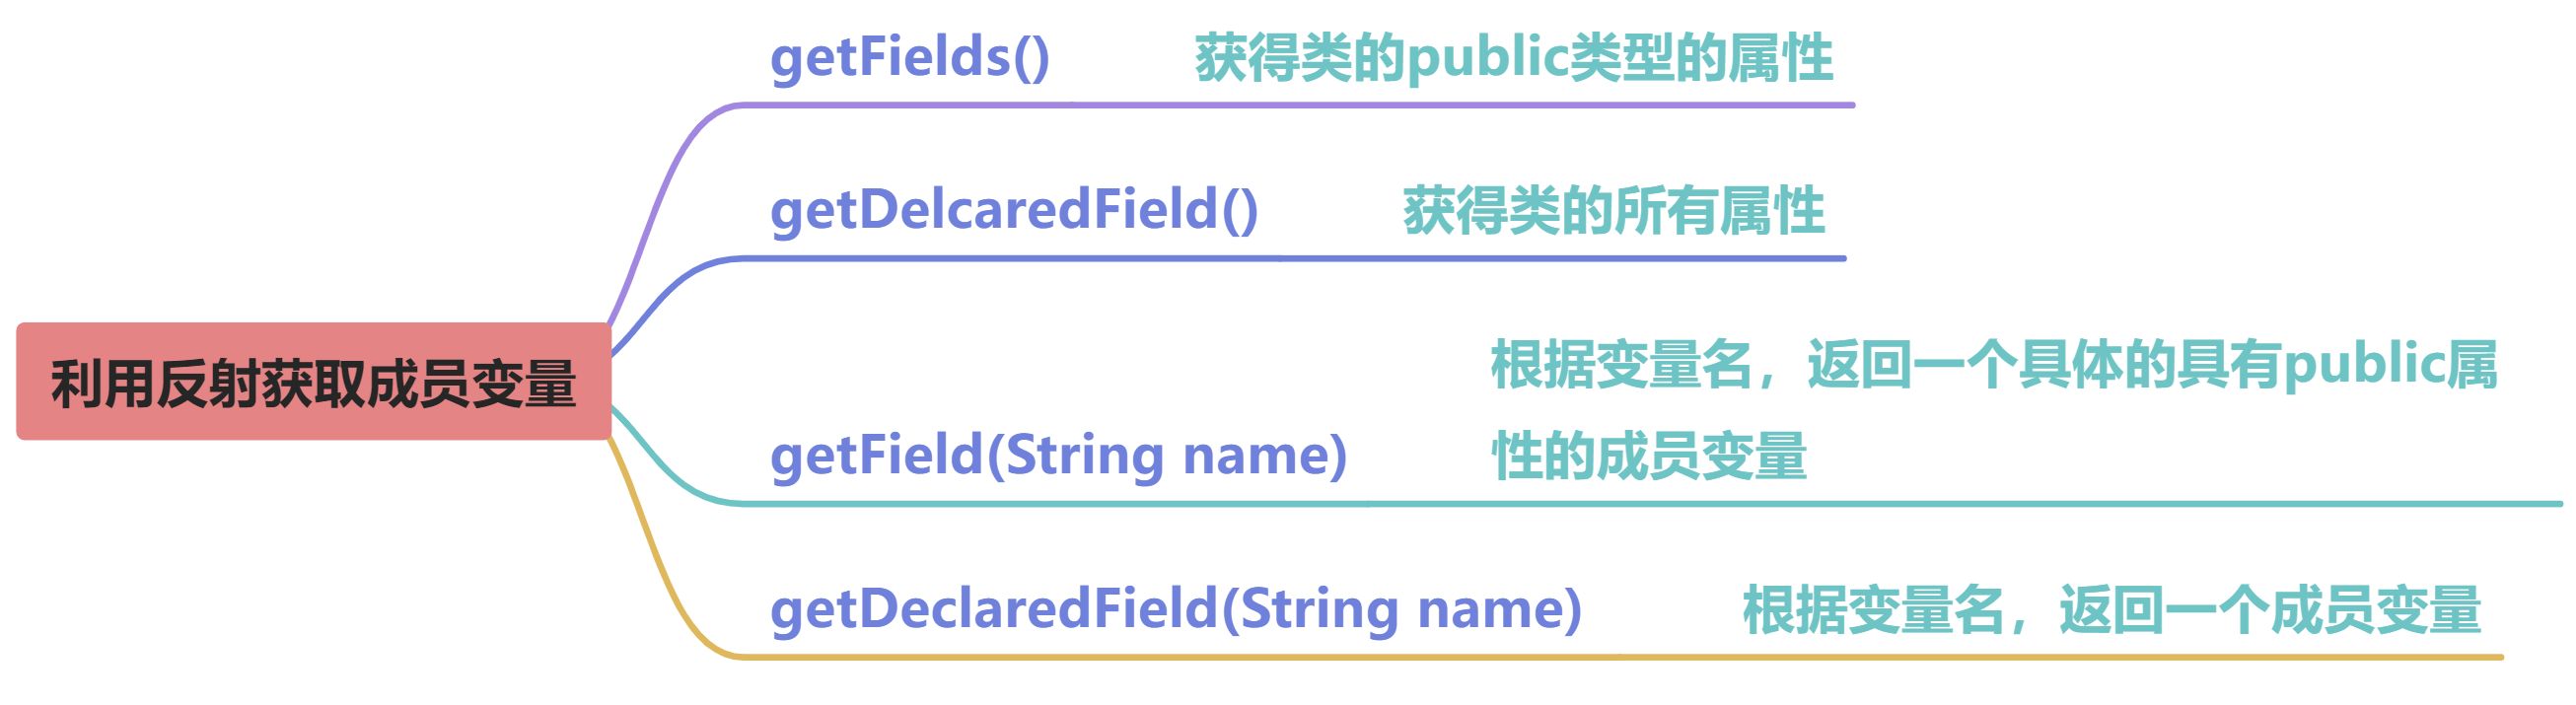 getFields() 获得类的public类型的属性
getDelcaredField() 获得类的所有属性
利用反射获取成员变量
根据变量名，返回一个具体的具有public属
getField(String name) 性的成员变量
getDeclaredField(String name) 根据变量名，返回一个成员变量